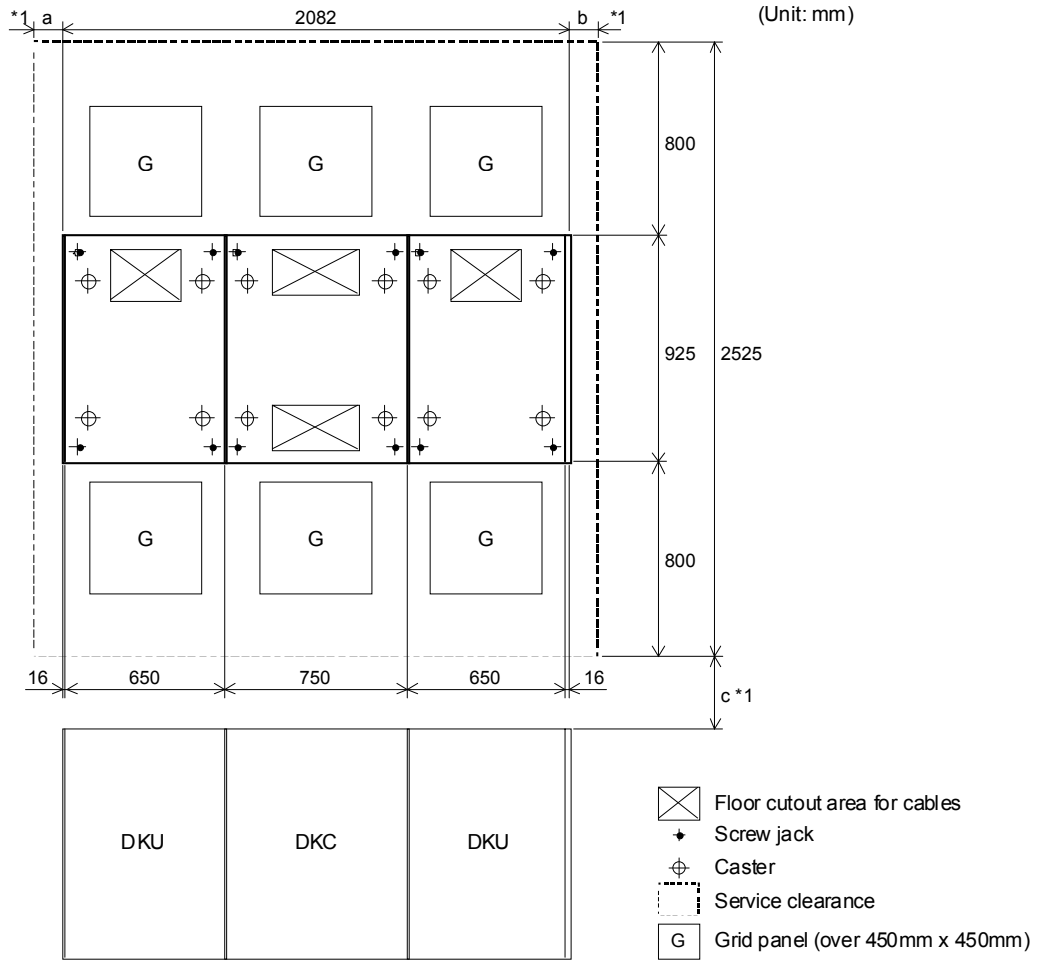 *1 a 2082 b *1 (Unit: mm)
800
G G G
925 2525
G G G
800
16 650 750 650 16
c *1
DKU DKC DKU
Floor cutout area for cables
Screw jack
Caster
Service clearance
G Grid panel (over 450mm x 450mm)